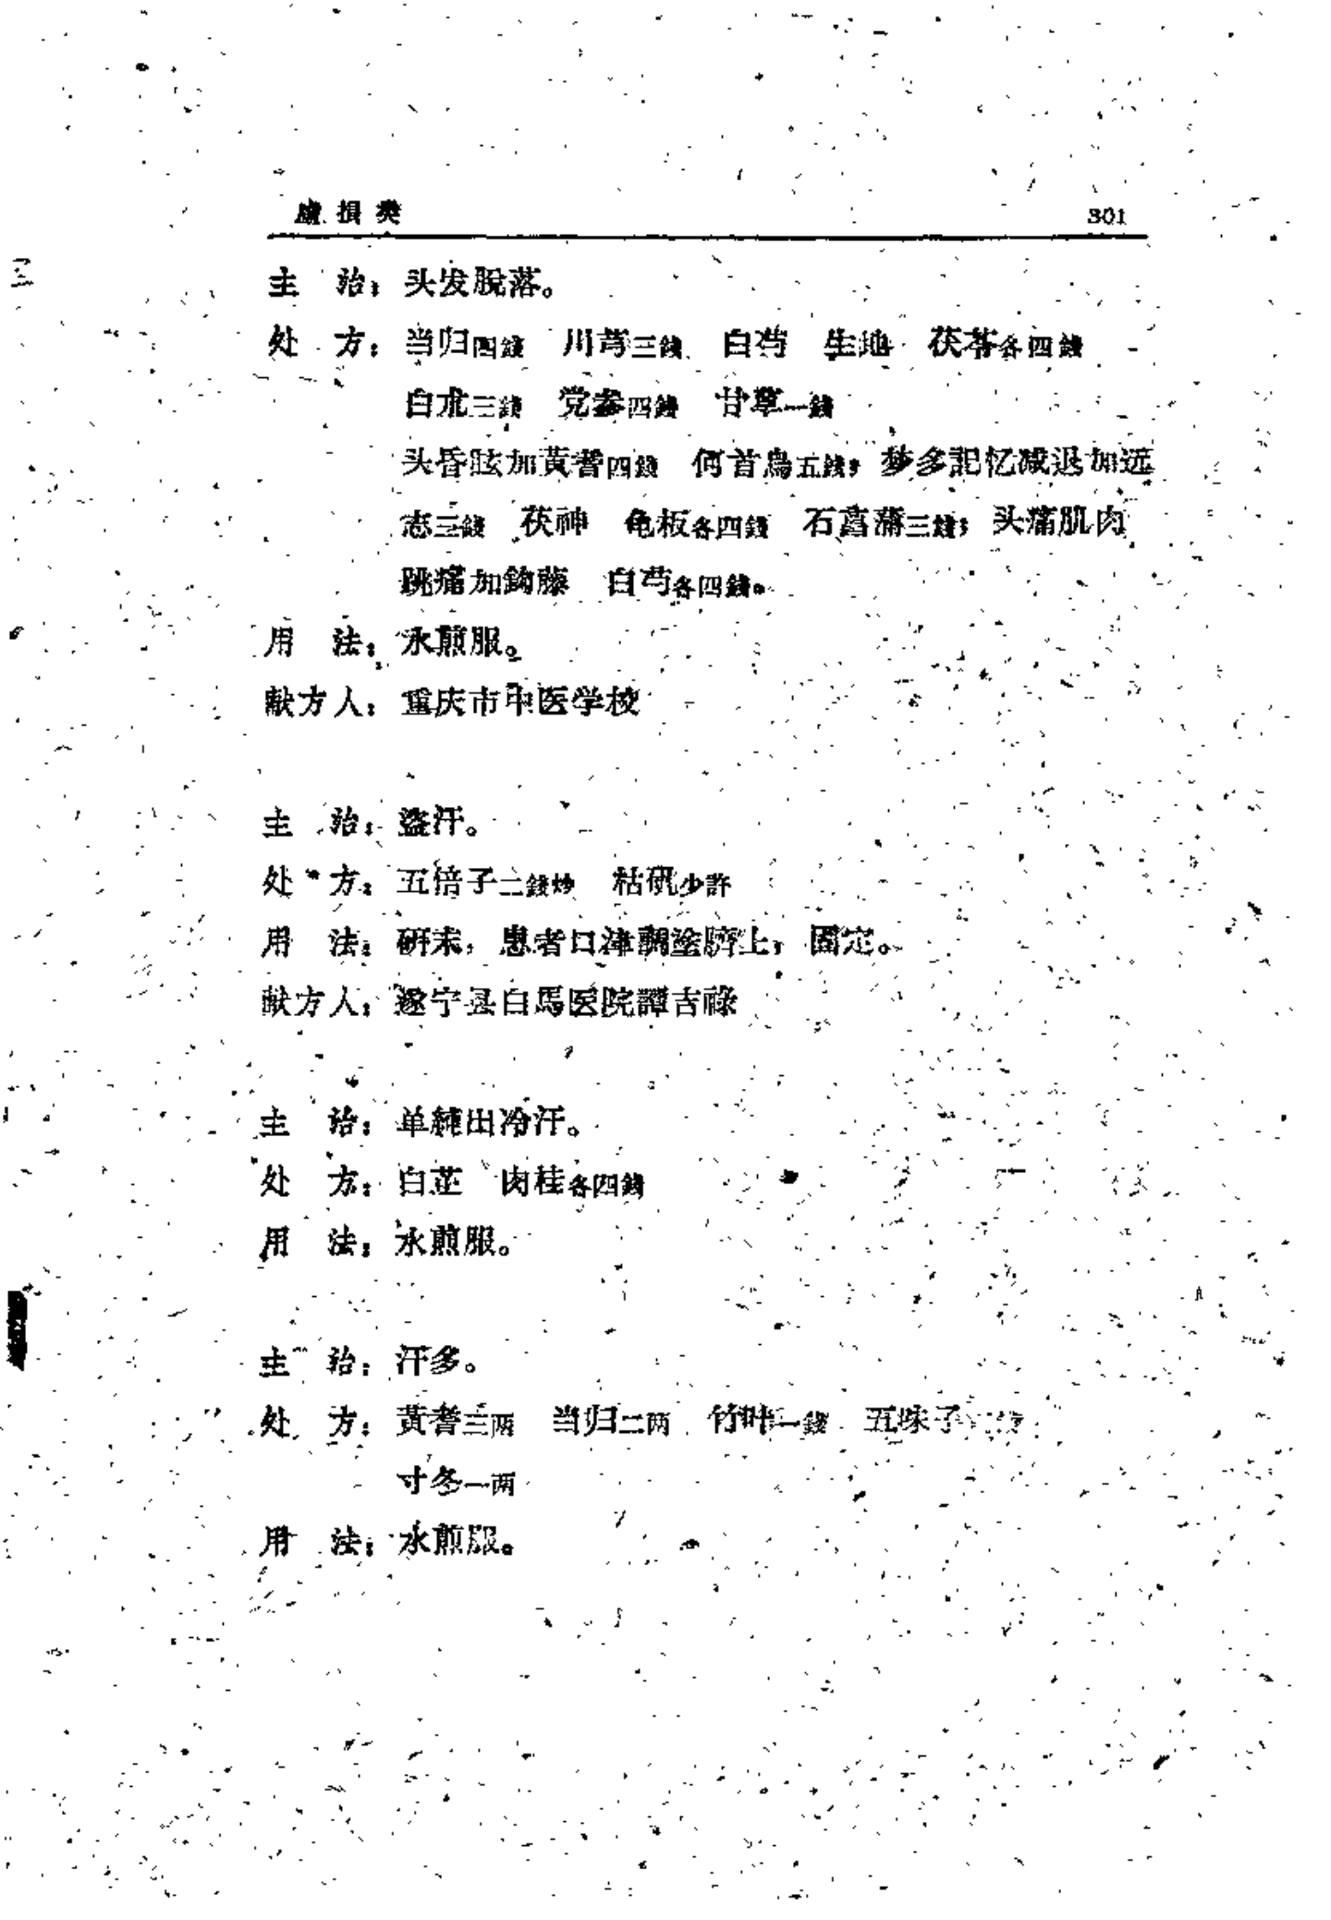 虚损类 301
主 治：头发脱落。
处 方：当归四錢 川芎三錢 白芍 生地 茯苓各四錢
白朮三錢 党参四錢 甘草一錢
头昏眩加黄耆四錢 何首烏五錢；梦多記忆减退加远
志三錢 茯神 龟板各四錢 石菖蒲三錢；头痛肌肉
跳痛加鈎藤 白芍各四錢。
用 法：水煎服。
献方人：重庆市中医学校
主 治：盜汗。
处 方：五倍子二錢炒 枯矾少許
用 法：研末，患者口津調塗臍上，固定。
献方人：遂宁县白馬医院譚吉祿
主 治：单純出冷汗。
处 方：白芷 肉桂各四錢
用 法：水煎服。
主 治：汗多。
处 方：黃耆三两 当归二两 竹叶一錢 五味子
寸冬一两
用 法：水煎服。